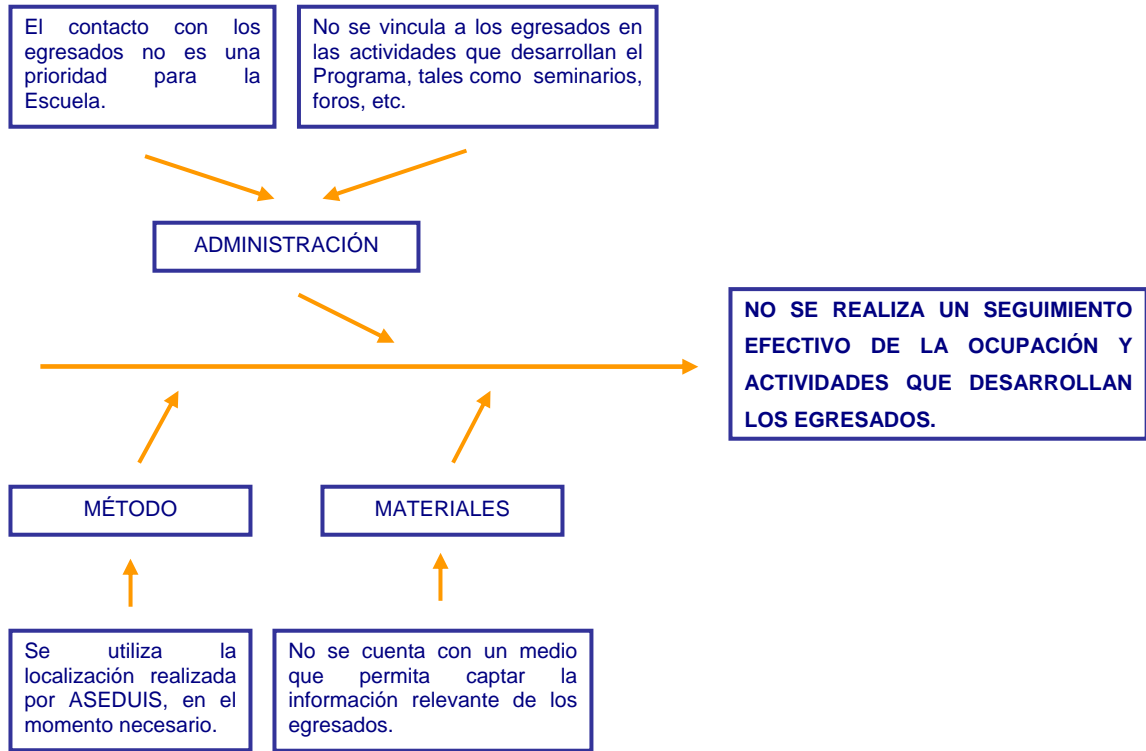 El contacto con los
egresados no es una
prioridad para la
Escuela.
No se vincula a los egresados en
las actividades que desarrollan el
Programa, tales como seminarios,
foros, etc.
ADMINISTRACIÓN
NO SE REALIZA UN SEGUIMIENTO
EFECTIVO DE LA OCUPACIÓN Y
ACTIVIDADES QUE DESARROLLAN
LOS EGRESADOS.
MÉTODO
MATERIALES
Se utiliza la
localización realizada
por ASEDUIS, en el
momento necesario.
No se cuenta con un medio
que permita captar la
información relevante de los
egresados.